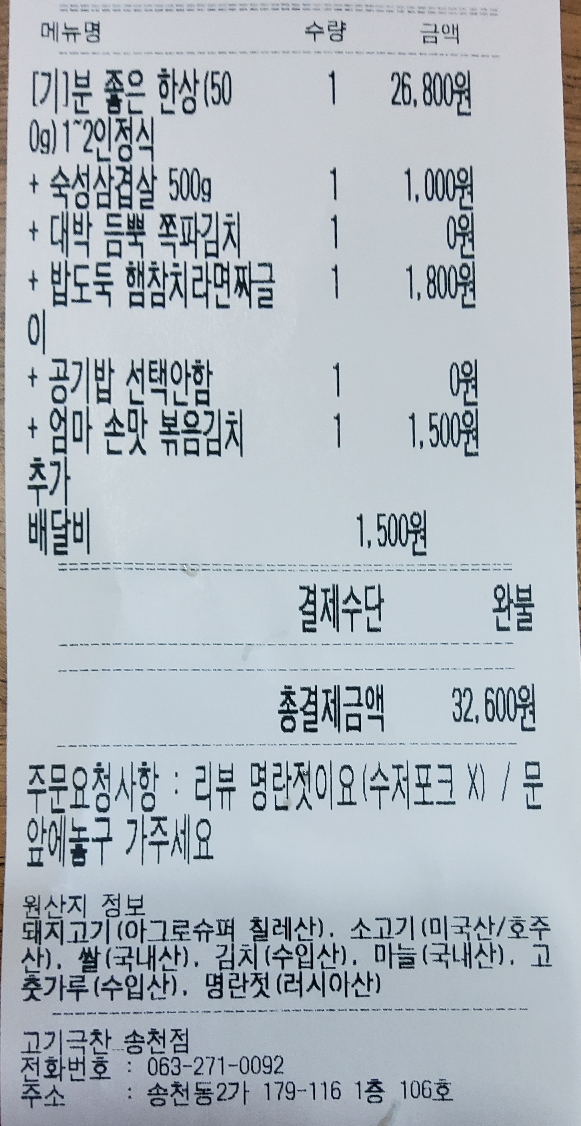 메뉴명 수량 금액
[기]분 좋은 한상(50 1 26,800원
0g)1~2인정식
+ 숙성삼겹살 500g 1 1,000원
+ 대박 듬뿍 쪽파김치 1 0원
+ 밥도둑 햄참치라면짜글 1 1,800원
이
+ 공기밥 선택안함 1 0원
+ 엄마 손맛 볶음김치 1 1,500원
추가
배달비 1,500원
결제수단 완불
총결제금액 32,600원
주문요청사항 : 리뷰 명란젓이요(수저포크 X) / 문
앞에놓구 가주세요
원산지 정보
돼지고기(아그로슈퍼 칠레산), 소고기(미국산/호주
산), 쌀(국내산), 김치(수입산), 마늘(국내산), 고
춧가루(수입산), 명란젓(러시아산)
고기극찬 송천점
전화번호 : 063-271-0092
주소 : 송천동2가 179-116 1층 106호